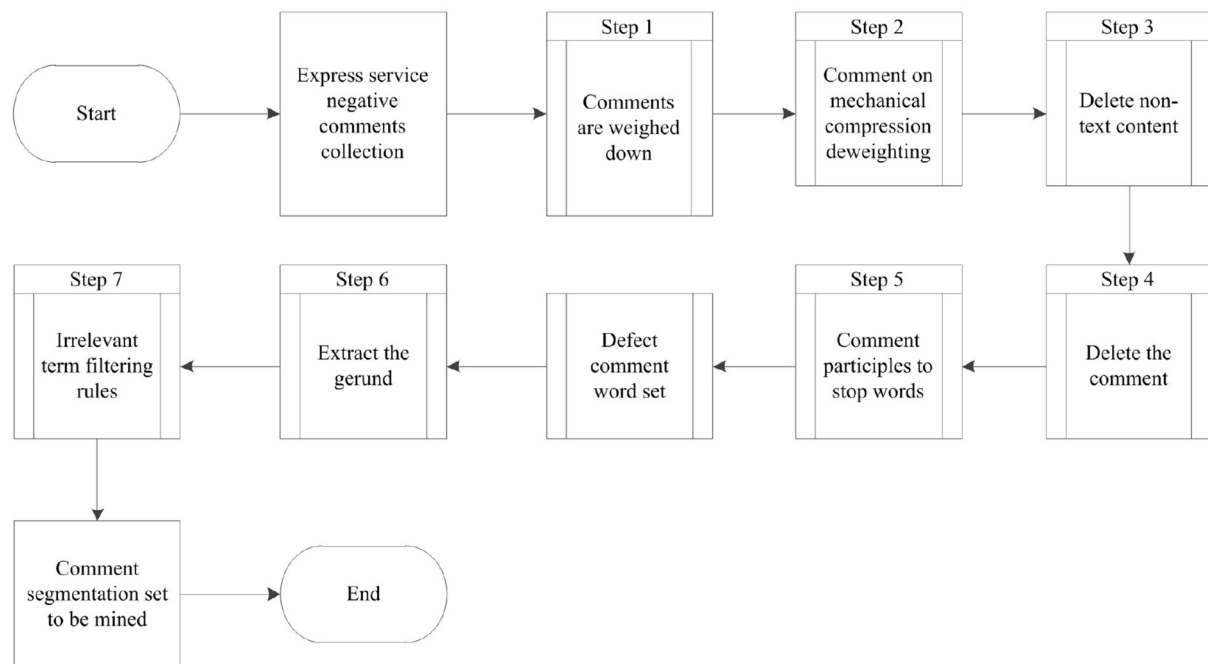 Start
Express service
negative
comments
collection
Step 1
Comments
are weighed
down
Step 2
Comment on
mechanical
compression
deweighting
Step 3
Delete non-
text content
Step 4
Delete the
comment
Step 5
Comment
participles to
stop words
Defect
comment
word set
Step 6
Extract the
gerund
Step 7
Irrelevant
term filtering
rules
Comment
segmentation set
to be mined
End